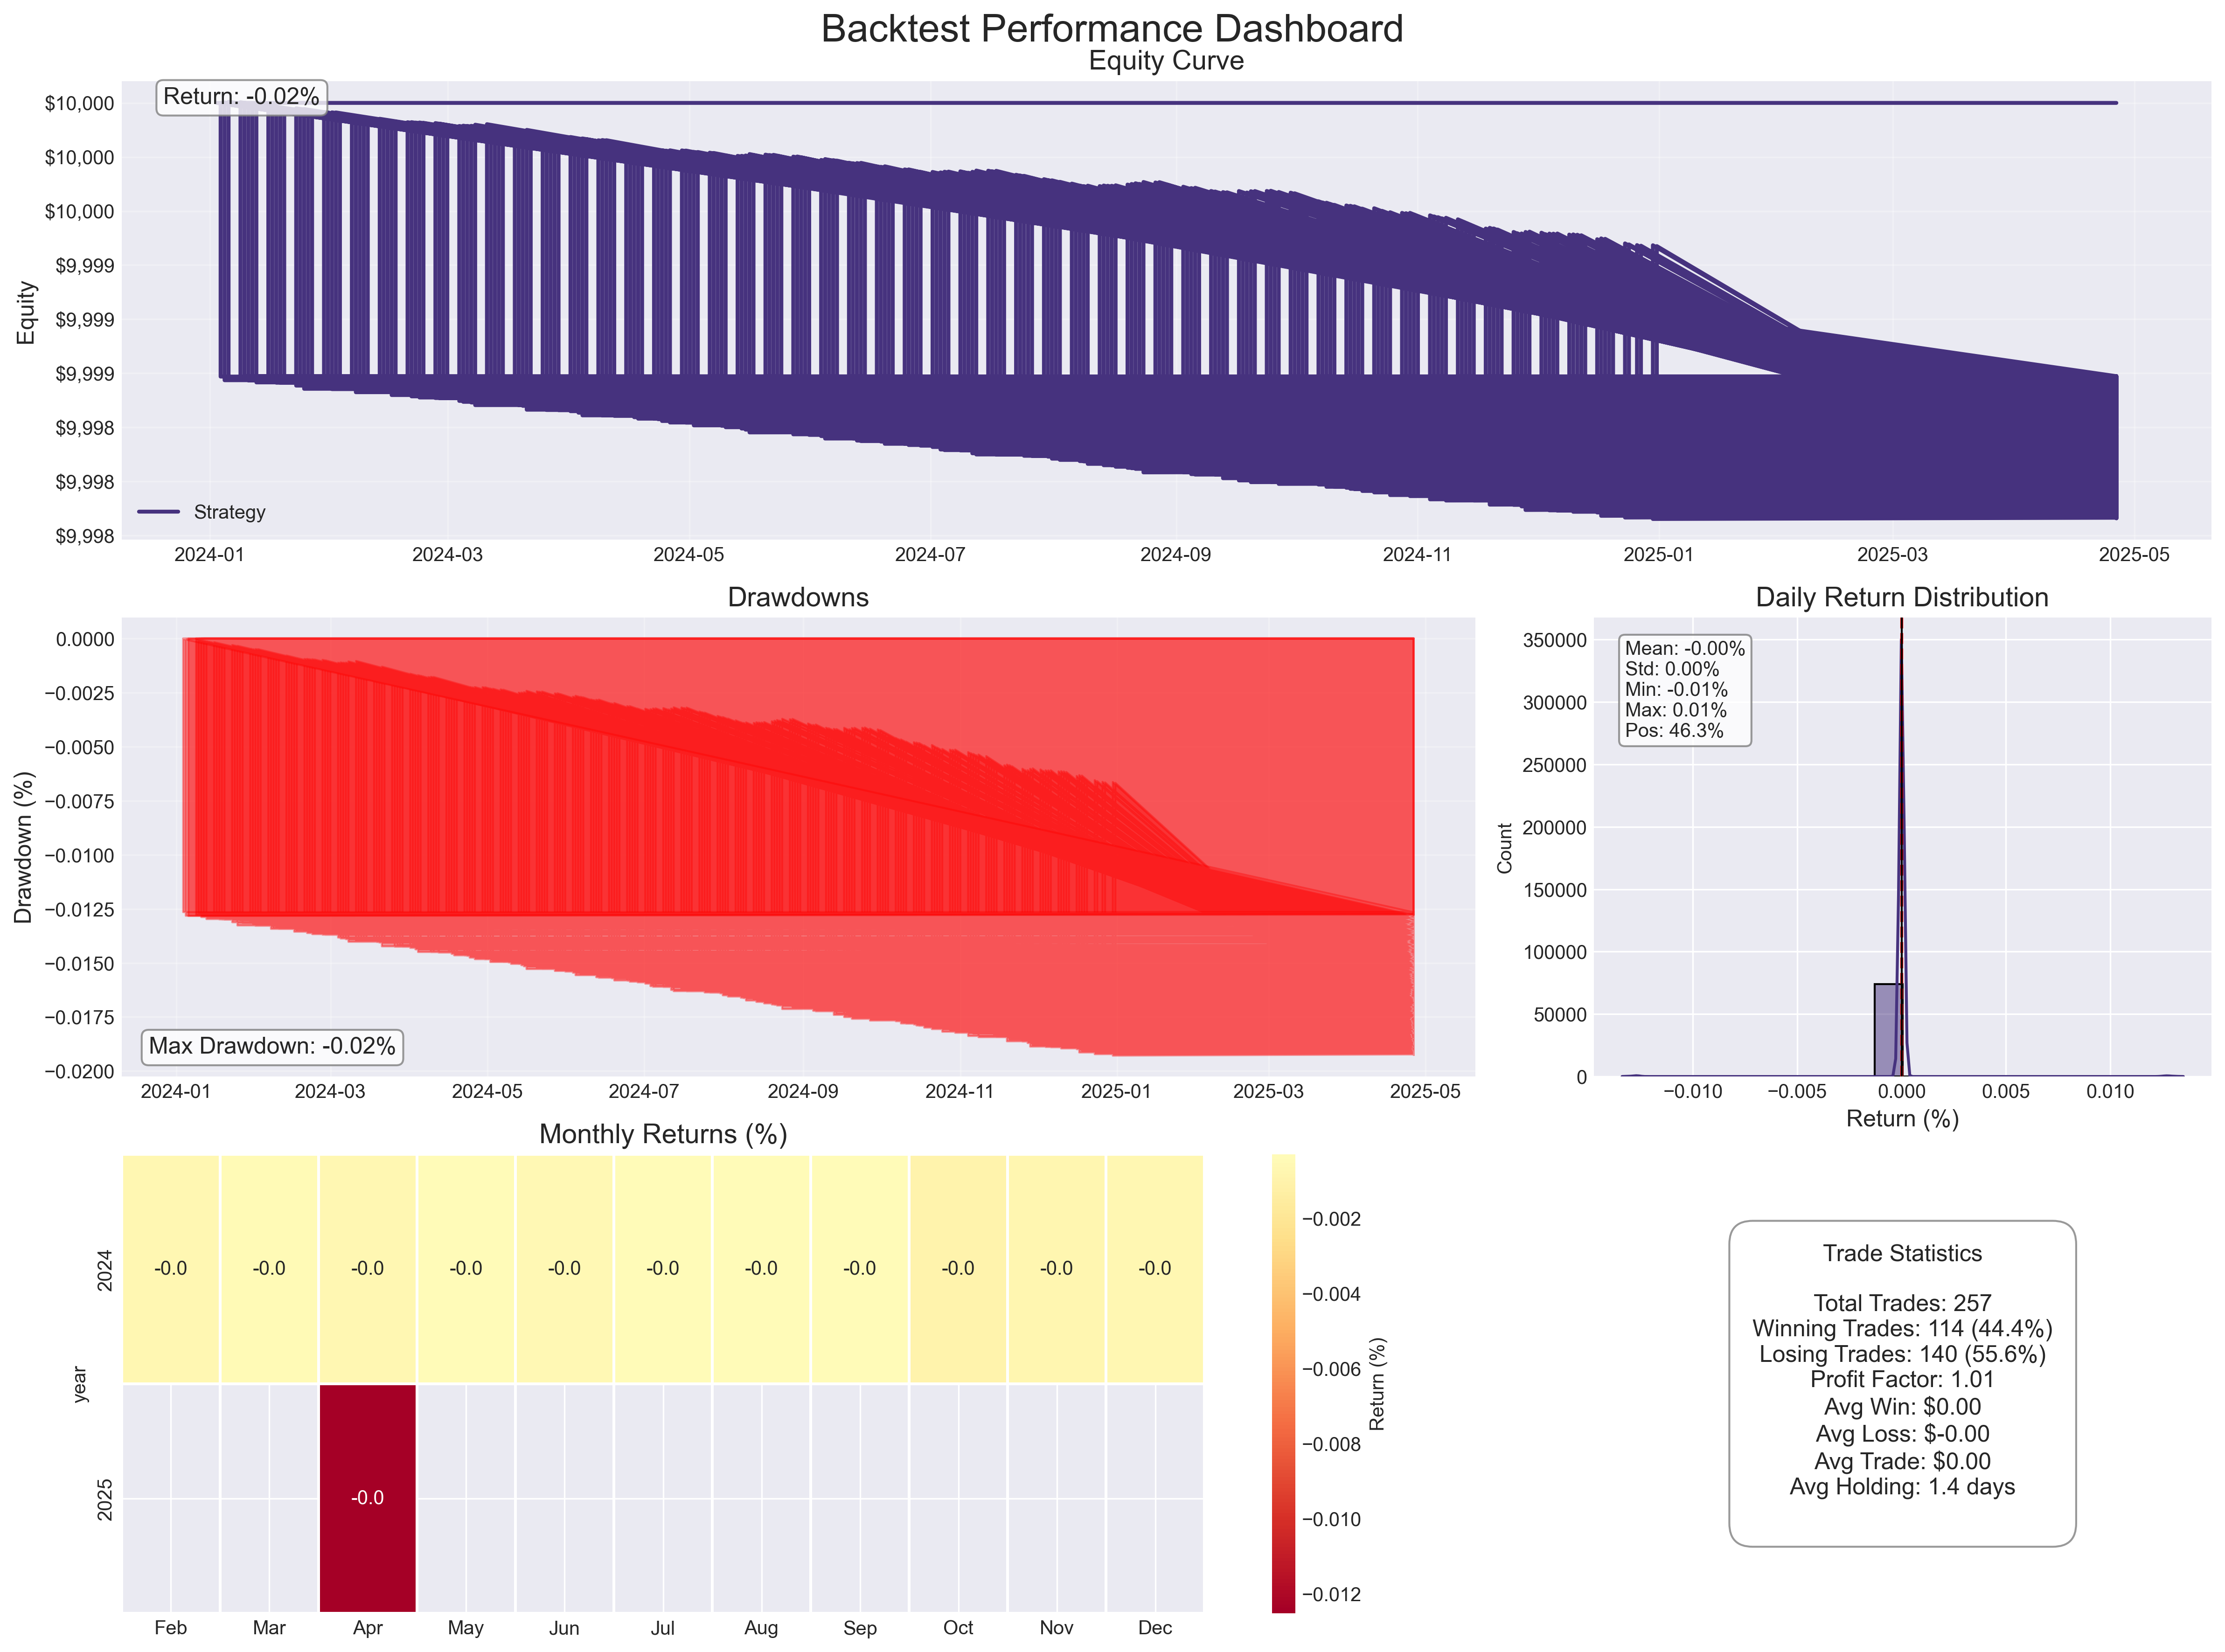 Backtest Performance Dashboard
Equity Curve
Return: -0.02%
Equity
$10,000
$10,000
$10,000
$9,999
$9,999
$9,999
$9,998
$9,998
$9,998
Strategy
2024-01
2024-03
2024-05
2024-07
2024-09
2024-11
2025-01
2025-03
2025-05
Drawdowns
Drawdown (%)
0.0000
−0.0025
−0.0050
−0.0075
−0.0100
−0.0125
−0.0150
−0.0175
−0.0200
Max Drawdown: -0.02%
2024-01
2024-03
2024-05
2024-07
2024-09
2024-11
2025-01
2025-03
2025-05
Daily Return Distribution
Count
350000
300000
250000
200000
150000
100000
50000
0
Mean: -0.00%
Std: 0.00%
Min: -0.01%
Max: 0.01%
Pos: 46.3%
−0.010
−0.005
0.000
0.005
0.010
Return (%)
Monthly Returns (%)
year
2024
-0.0
-0.0
-0.0
-0.0
-0.0
-0.0
-0.0
-0.0
-0.0
-0.0
-0.0
2025
-0.0
Feb
Mar
Apr
May
Jun
Jul
Aug
Sep
Oct
Nov
Dec
−0.002
−0.004
−0.006
−0.008
−0.010
−0.012
Return (%)
Trade Statistics
Total Trades: 257
Winning Trades: 114 (44.4%)
Losing Trades: 140 (55.6%)
Profit Factor: 1.01
Avg Win: $0.00
Avg Loss: $-0.00
Avg Trade: $0.00
Avg Holding: 1.4 days